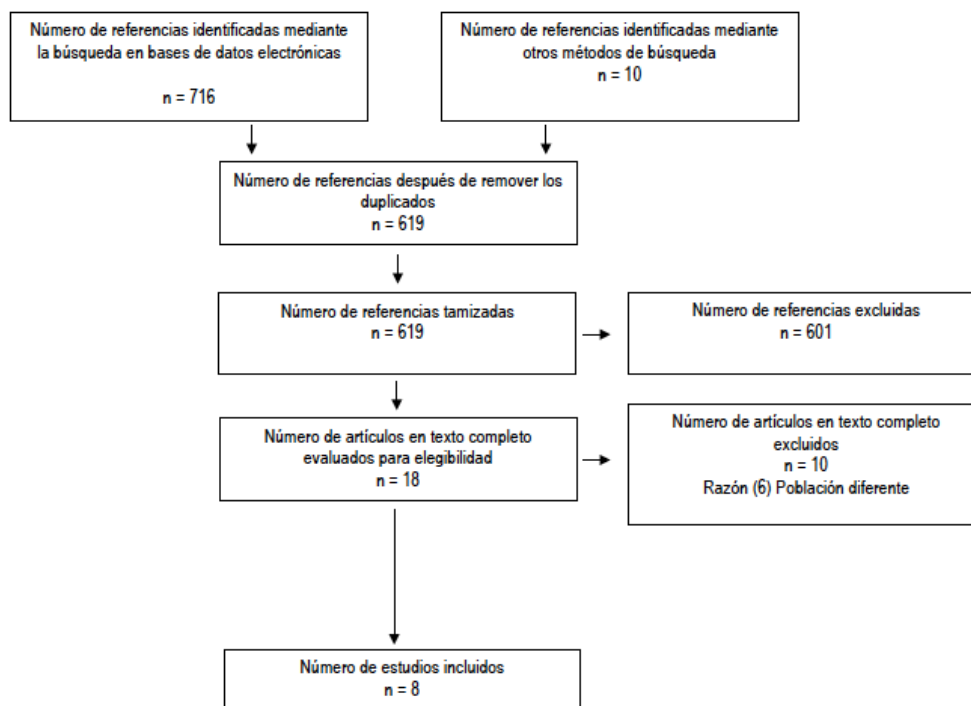 Número de referencias identificadas mediante
la búsqueda en bases de datos electrónicas
n = 716
Número de referencias identificadas mediante
otros métodos de búsqueda
n = 10
Número de referencias después de remover los
duplicados
n = 619
Número de referencias tamizadas
n = 619
Número de referencias excluidas
n = 601
Número de artículos en texto completo
evaluados para elegibilidad
n = 18
Número de artículos en texto completo
excluidos
n = 10
Razón (6) Población diferente
Número de estudios incluidos
n = 8